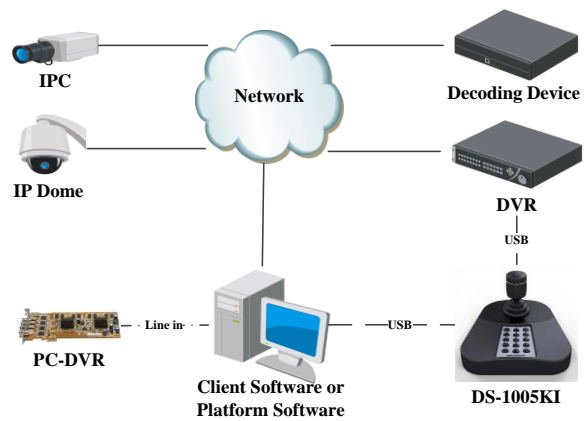 IPC
Network
Decoding Device
IP Dome
DVR
USB
Line in
USB
PC-DVR
Client Software or
Platform Software
DS-1005KI